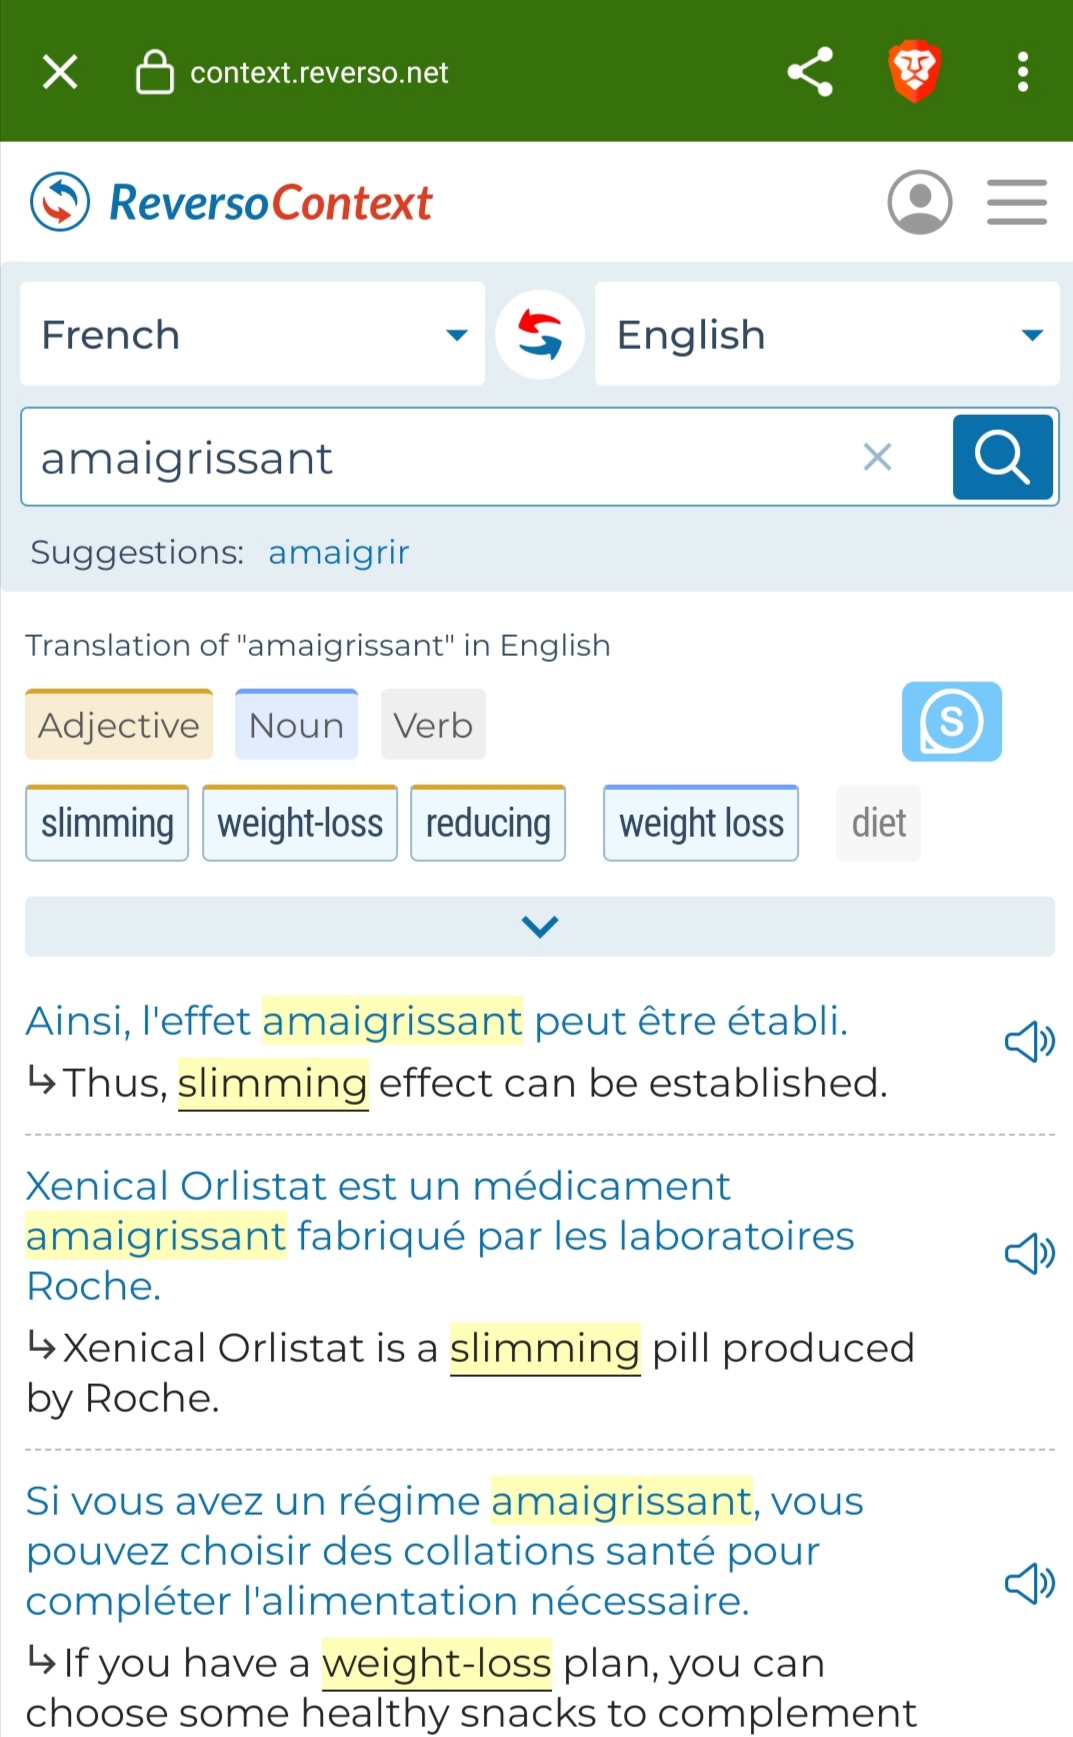 context.reverso.net
ReversoContext
French
English
amaigrissant
Suggestions: amaigrir
Translation of "amaigrissant" in English
Adjective Noun Verb
S
slimming weight-loss reducing weight loss diet
Ainsi, l'effet amaigrissant peut être établi.
↳Thus, slimming effect can be established.
Xenical Orlistat est un médicament
amaigrissant fabriqué par les laboratoires
Roche.
↳Xenical Orlistat is a slimming pill produced
by Roche.
Si vous avez un régime amaigrissant, vous
pouvez choisir des collations santé pour
compléter l'alimentation nécessaire.
↳If you have a weight-loss plan, you can
choose some healthy snacks to complement